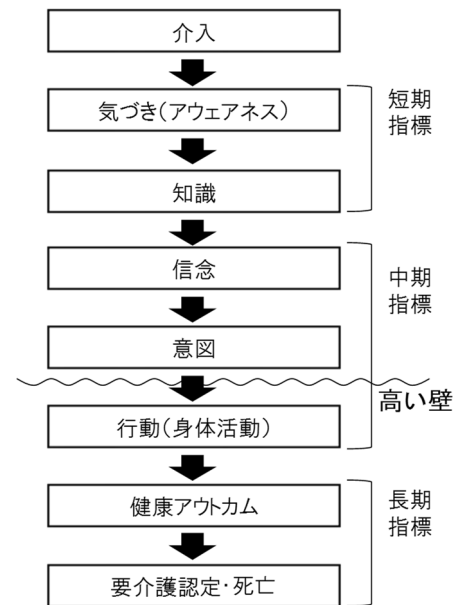 介入
気づき(アウェアネス)
短期
指標
知識
信念
中期
指標
意図
高い壁
行動(身体活動)
健康アウトカム
長期
指標
要介護認定・死亡